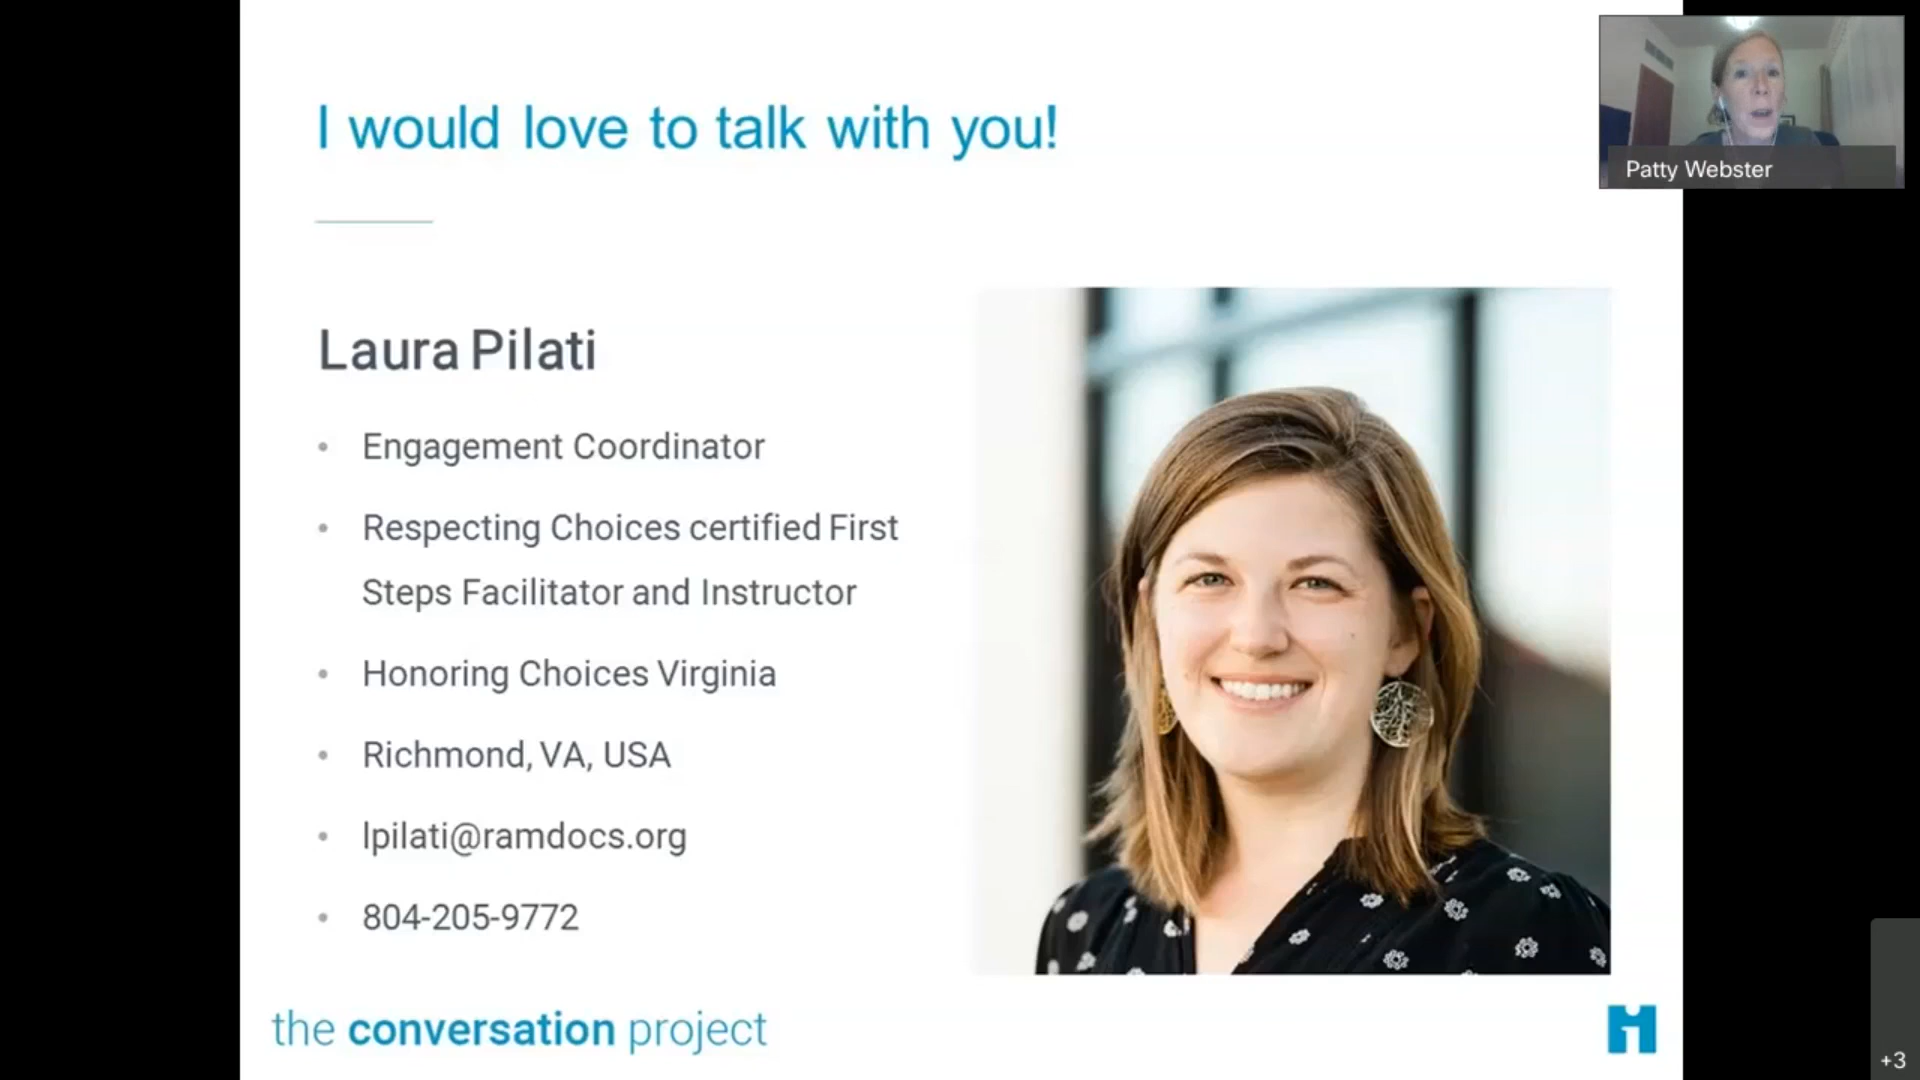 I would love to talk with you!
Patty Webster
Laura Pilati
• Engagement Coordinator
• Respecting Choices certified First
Steps Facilitator and Instructor
• Honoring Choices Virginia
• Richmond, VA, USA
• lpilati@ramdocs.org
• 804-205-9772
the conversation project
+3